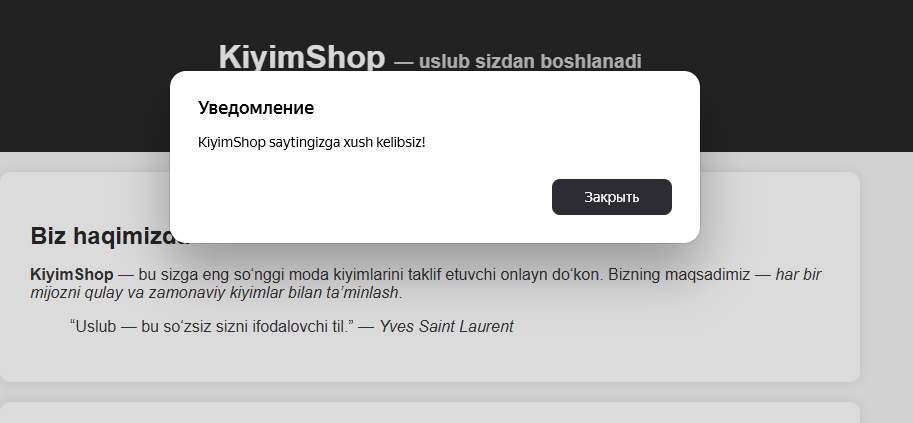 KiyimShop — uslub sizdan boshlanadi
Уведомление
KiyimShop saytingizga xush kelibsiz!
Закрыть
Biz haqimizda
KiyimShop — bu sizga eng so‘nggi moda kiyimlarini taklif etuvchi onlayn do‘kon. Bizning maqsadimiz — har bir
mijozni qulay va zamonaviy kiyimlar bilan ta’minlash.
“Uslub — bu so‘zsiz sizni ifodalovchi til.” — Yves Saint Laurent